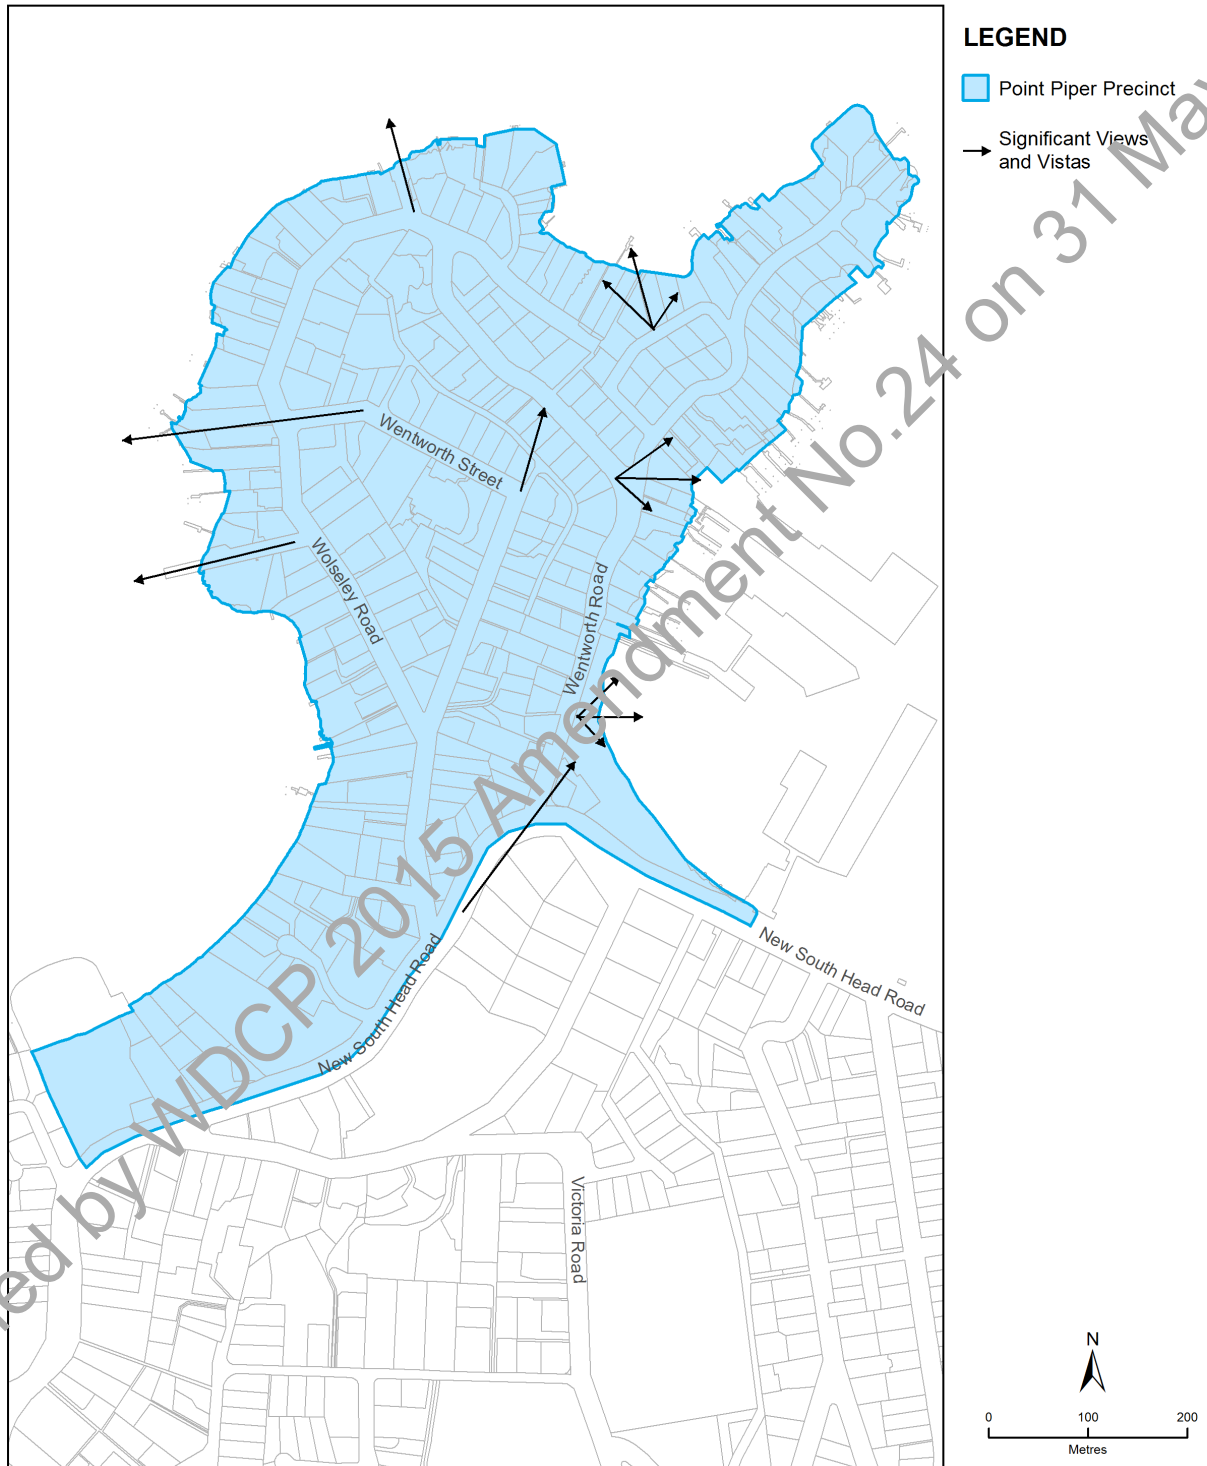 LEGEND
Point Piper Precinct
Significant Views
and Vistas
Wentworth Street
Wolseley Road
Wentworth Road
New South Head Road
New South Head Road
Victoria Road
ed by WDCP 2015 Amendment No.24 on 31 May
N
0 100 200
Metres